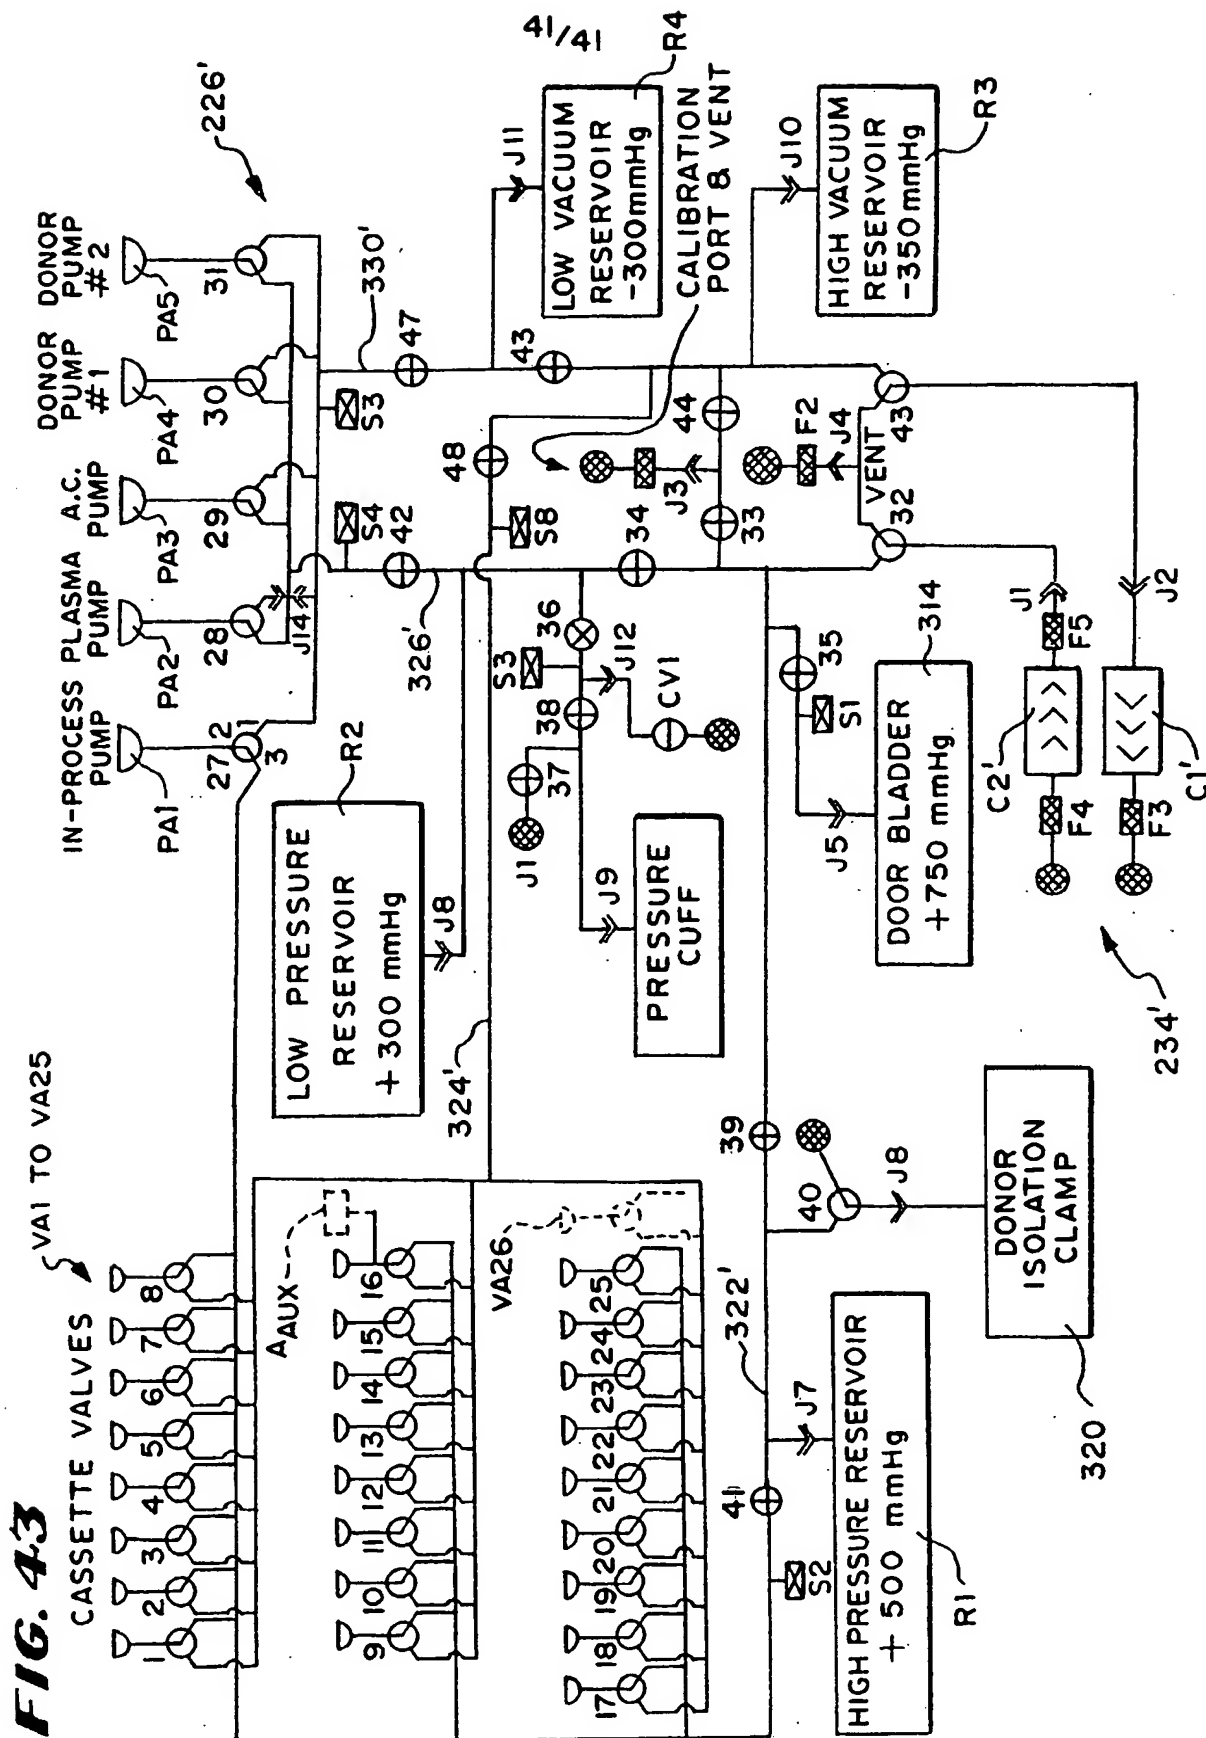 41/41
FIG. 43
CASSETTE VALVES
VA1 TO VA25
1
2
3
4
5
6
7
8
9
10
11
12
13
14
15
16
17
18
19
20
21
22
23
24
25
AAUX
VA26
IN-PROCESS
PUMP
PLASMA
PUMP
A.C.
PUMP
DONOR
PUMP
#1
DONOR
PUMP
#2
226'
PA1
PA2
PA3
PA4
PA5
27
2
1
3
28
29
30
31
J14
S4
S3
330'
42
47
326'
LOW PRESSURE
RESERVOIR
+300 mmHg
R2
J8
324'
48
S8
J11
LOW VACUUM
RESERVOIR
-300mmHg
R4
43
CALIBRATION
PORT & VENT
34
33
44
J3
36
S3
38
37
J1
J12
CV1
J9
PRESSURE
CUFF
J10
HIGH VACUUM
RESERVOIR
-350mmHg
R3
F2
J4
VENT
32
43
35
S1
J5
DOOR BLADDER
+750 mmHg
314
39
40
J8
DONOR
ISOLATION
CLAMP
320
322'
41
S2
J7
HIGH PRESSURE RESERVOIR
+500 mmHg
R1
J1
F5
C2'
F4
J2
C1'
F3
234'